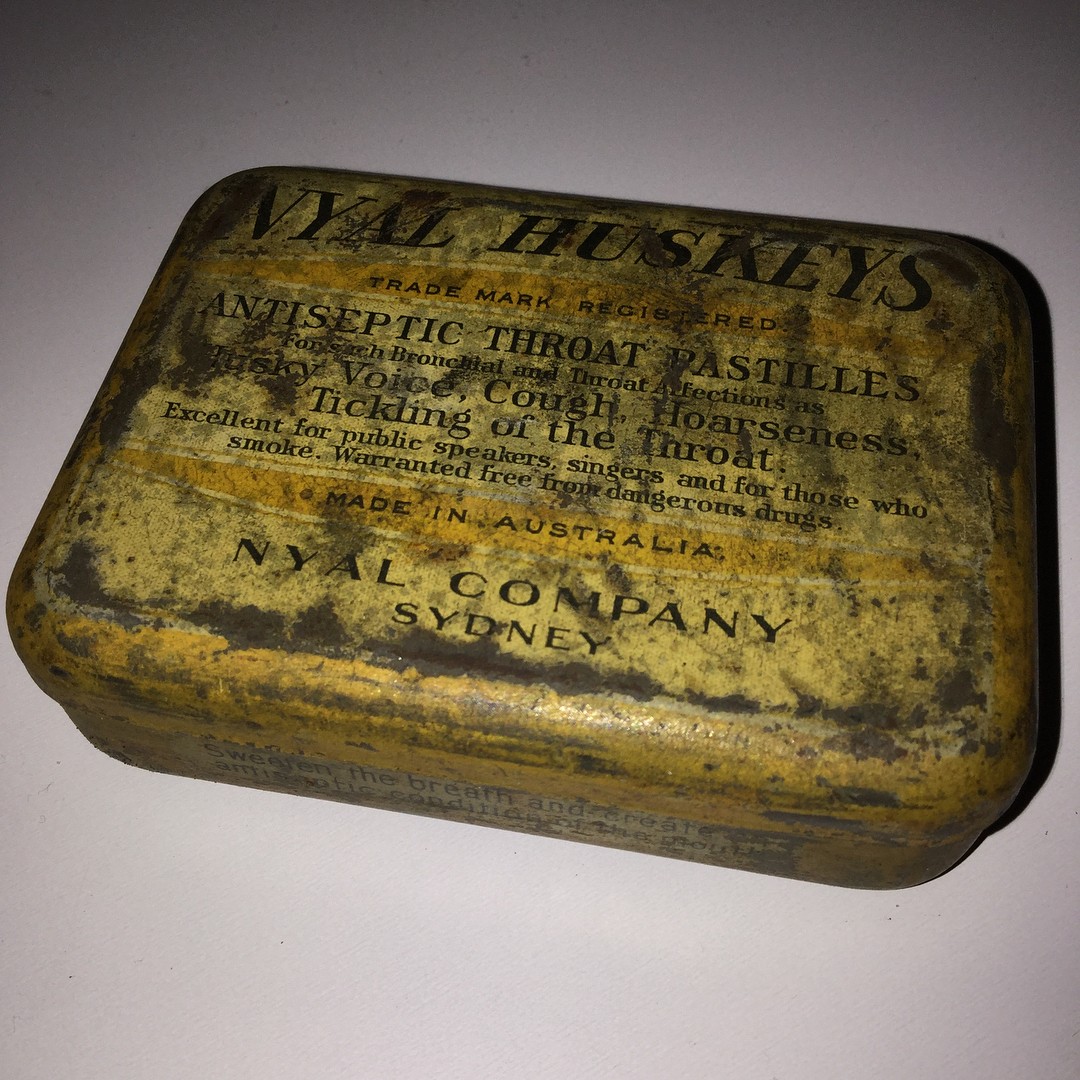 NYAL HUSKEYS
TRADE MARK REGISTERED.
ANTISEPTIC THROAT PASTILLES
For such Bronchial and Throat Affections as
Husky Voice, Cough, Hoarseness,
Tickling of the Throat.
Excellent for public speakers, singers and for those who
smoke. Warranted free from dangerous drugs.
MADE IN AUSTRALIA.
NYAL COMPANY
SYDNEY
Sweeten the breath and create
antiseptic condition of the mouth